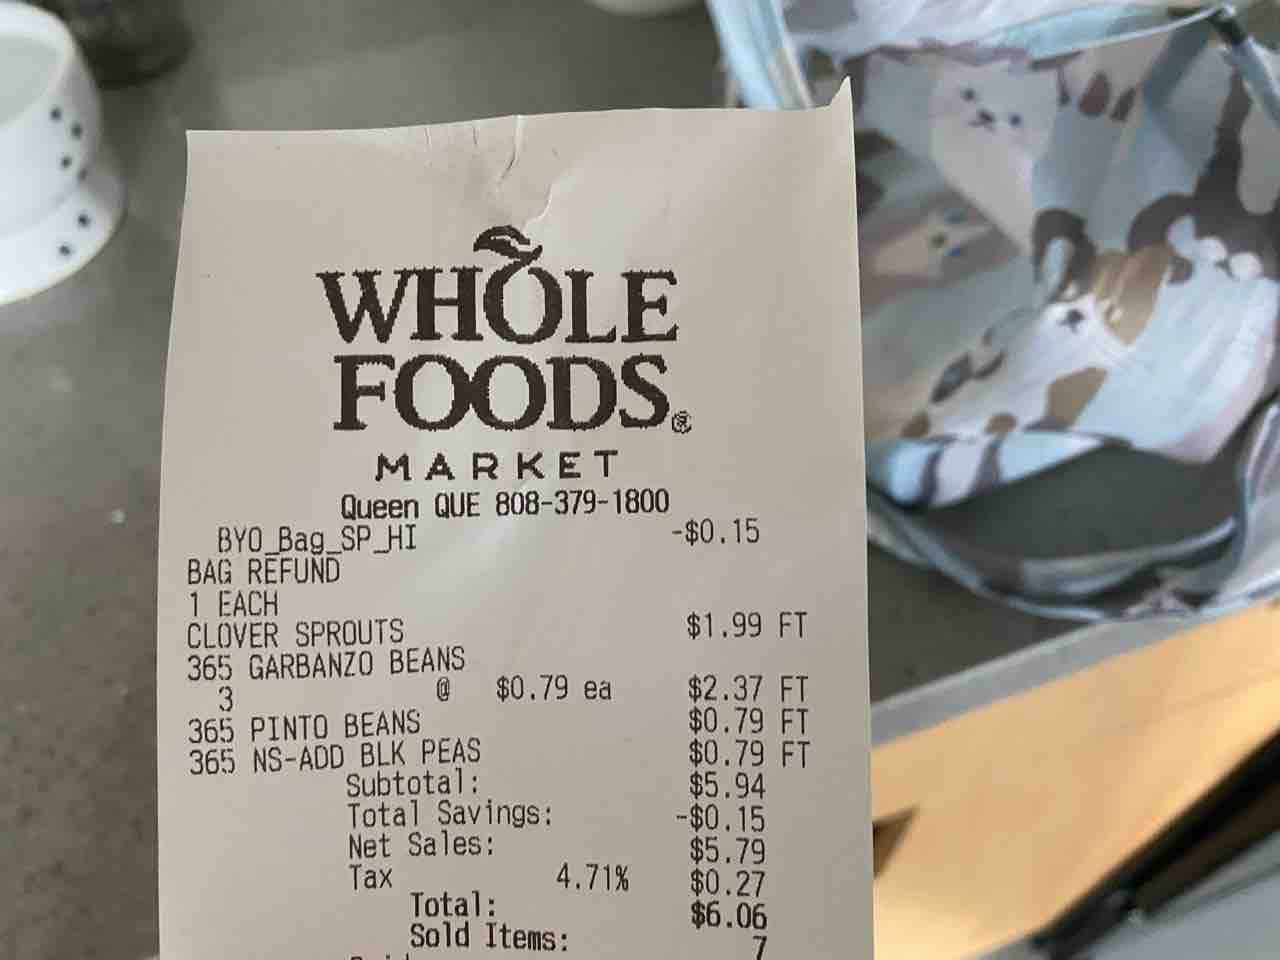 WHOLE
FOODS®
MARKET
Queen QUE 808-379-1800
BYO_Bag_SP_HI -$0.15
BAG REFUND
1 EACH
CLOVER SPROUTS $1.99 FT
365 GARBANZO BEANS
3 @ $0.79 ea $2.37 FT
365 PINTO BEANS $0.79 FT
365 NS-ADD BLK PEAS $0.79 FT
Subtotal: $5.94
Total Savings: -$0.15
Net Sales: $5.79
Tax 4.71% $0.27
Total: $6.06
Sold Items: 7